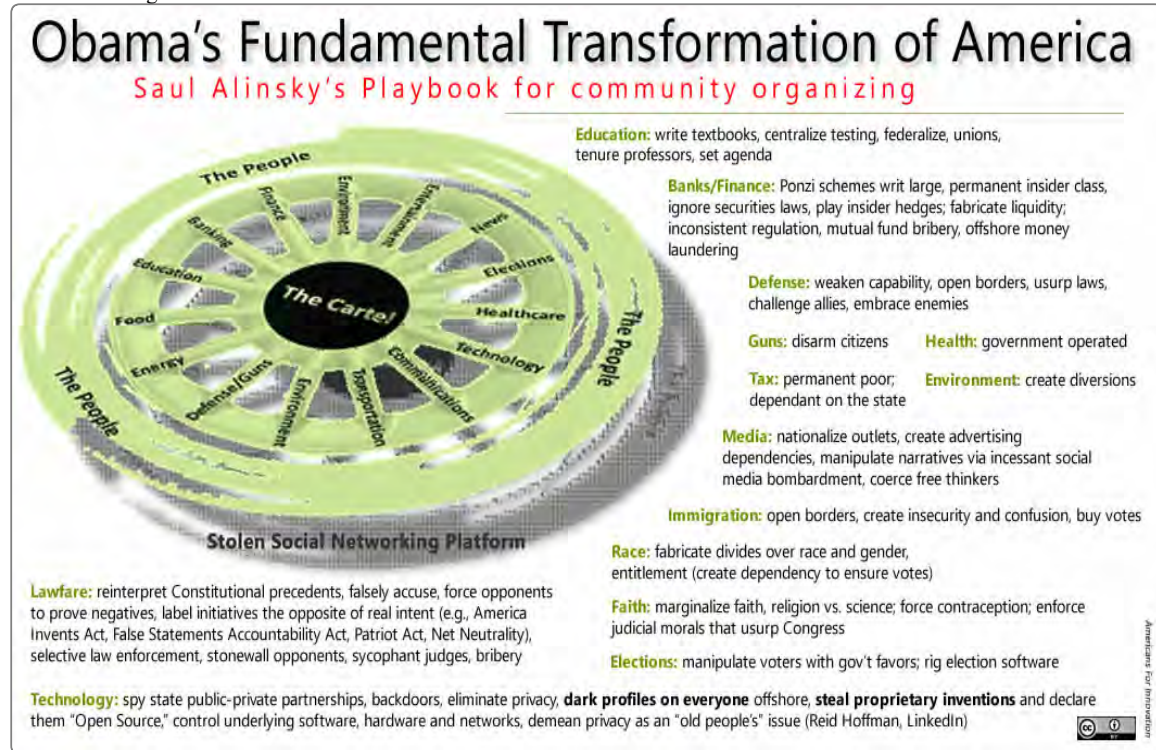 Obama's Fundamental Transformation of America
Saul Alinsky's Playbook for community organizing
Education: write textbooks, centralize testing, federalize, unions,
tenure professors, set agenda
Banks/Finance: Ponzi schemes writ large, permanent insider class,
ignore securities laws, play insider hedges; fabricate liquidity;
inconsistent regulation, mutual fund bribery, offshore money
laundering
Defense: weaken capability, open borders, usurp laws,
challenge allies, embrace enemies
Guns: disarm citizens
Health: government operated
Tax: permanent poor;
dependant on the state
Environment: create diversions
Media: nationalize outlets, create advertising
dependencies, manipulate narratives via incessant social
media bombardment, coerce free thinkers
Immigration: open borders, create insecurity and confusion, buy votes
Race: fabricate divides over race and gender,
entitlement (create dependency to ensure votes)
Faith: marginalize faith, religion vs. science; force contraception; enforce
judicial morals that usurp Congress
Elections: manipulate voters with gov't favors; rig election software
The People
The People
The People
The Cartel
Finance
Environment
Entertainment
News
Elections
Healthcare
Technology
Communications
Transportation
Environment
Defense/Guns
Energy
Food
Education
Banking
Stolen Social Networking Platform
Lawfare: reinterpret Constitutional precedents, falsely accuse, force opponents
to prove negatives, label initiatives the opposite of real intent (e.g., America
Invents Act, False Statements Accountability Act, Patriot Act, Net Neutrality),
selective law enforcement, stonewall opponents, sycophant judges, bribery
Technology: spy state public-private partnerships, backdoors, eliminate privacy, dark profiles on everyone offshore, steal proprietary inventions and declare
them "Open Source," control underlying software, hardware and networks, demean privacy as an "old people's" issue (Reid Hoffman, LinkedIn)
Americans For Innovation
cc
BY